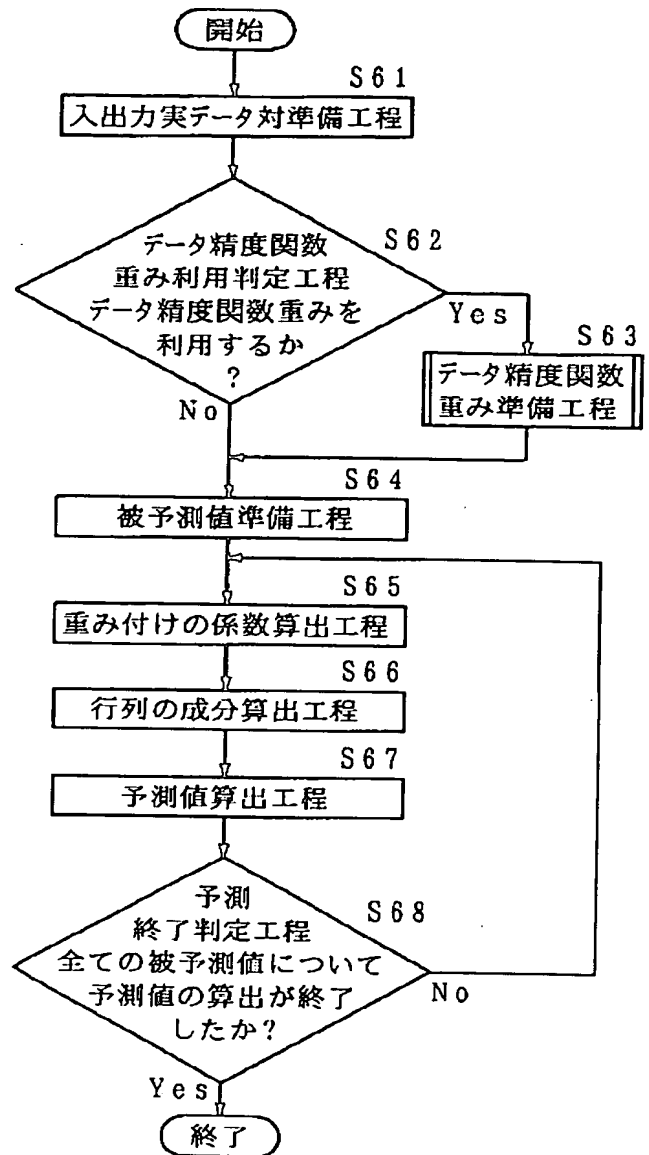 開始
S61
入出力実データ対準備工程
S62
データ精度関数
重み利用判定工程
データ精度関数重みを
利用するか
?
Yes
No
S63
データ精度関数
重み準備工程
S64
被予測値準備工程
S65
重み付けの係数算出工程
S66
行列の成分算出工程
S67
予測値算出工程
S68
予測
終了判定工程
全ての被予測値について
予測値の算出が終了
したか?
No
Yes
終了